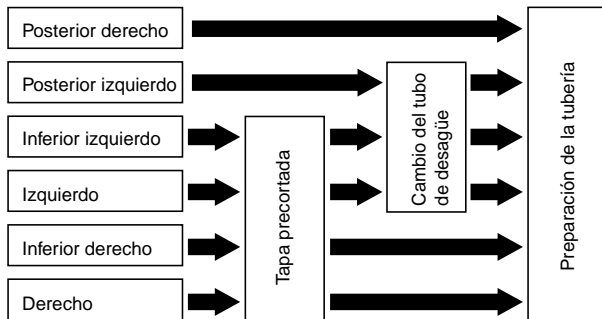 Posterior derecho
Posterior izquierdo
Inferior izquierdo
Izquierdo
Inferior derecho
Derecho
Tapa precortada
Cambio del tubo
de desagüe
Preparación de la tubería